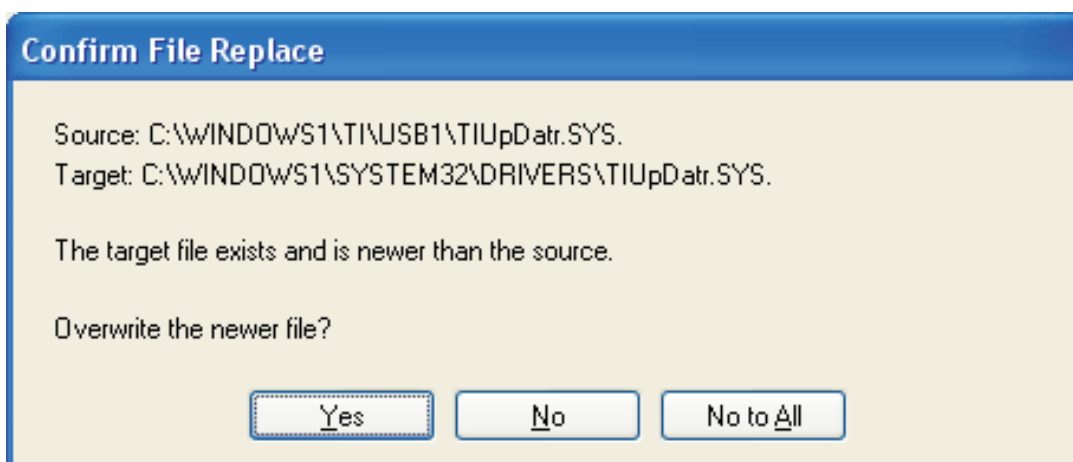 Confirm File Replace
Source: C:\WINDOWS1\TI\USB1\TIUpDatr.SYS.
Target: C:\WINDOWS1\SYSTEM32\DRIVERS\TIUpDatr.SYS.
The target file exists and is newer than the source.
Overwrite the newer file?
Yes No No to All